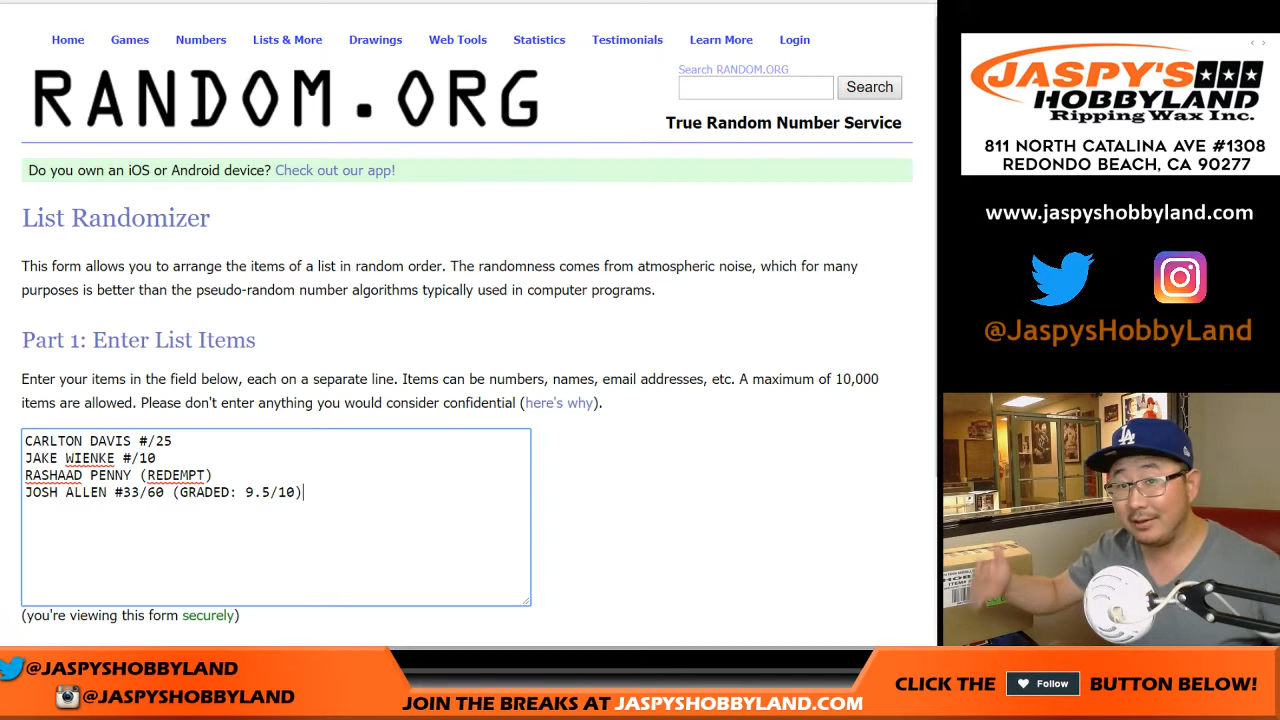 Home Games Numbers Lists & More Drawings Web Tools Statistics Testimonials Learn More Login
RANDOM.ORG
Search RANDOM.ORG
Search
True Random Number Service
Do you own an iOS or Android device? Check out our app!
List Randomizer
This form allows you to arrange the items of a list in random order. The randomness comes from atmospheric noise, which for many
purposes is better than the pseudo-random number algorithms typically used in computer programs.
Part 1: Enter List Items
Enter your items in the field below, each on a separate line. Items can be numbers, names, email addresses, etc. A maximum of 10,000
items are allowed. Please don't enter anything you would consider confidential (here's why).
CARLTON DAVIS #/25
JAKE WIENKE #/10
RASHAAD PENNY (REDEMPT)
JOSH ALLEN #33/60 (GRADED: 9.5/10)
(you're viewing this form securely)
JASPY'S
HOBBYLAND
Ripping Wax Inc.
811 NORTH CATALINA AVE #1308
REDONDO BEACH, CA 90277
www.jaspyshobbyland.com
@JaspysHobbyLand
LA
@JASPYSHOBBYLAND
@JASPYSHOBBYLAND
JOIN THE BREAKS AT JASPYSHOBBYLAND.COM
CLICK THE Follow BUTTON BELOW!